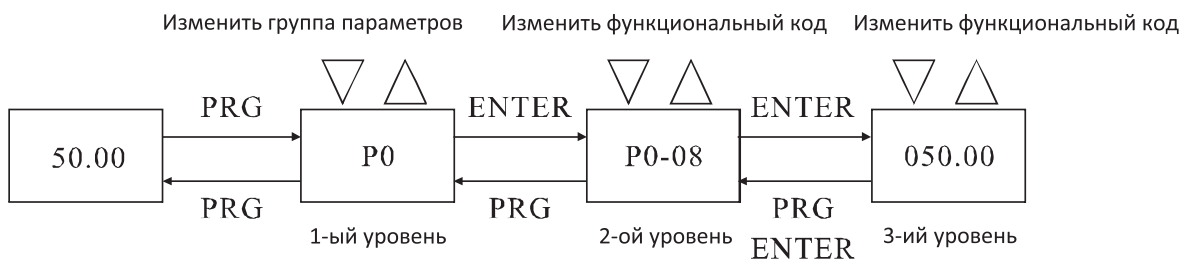 Изменить группа параметров
Изменить функциональный код
Изменить функциональный код
PRG
ENTER
ENTER
50.00
P0
P0-08
050.00
PRG
PRG
PRG
1-ый уровень
2-ой уровень
ENTER
3-ий уровень